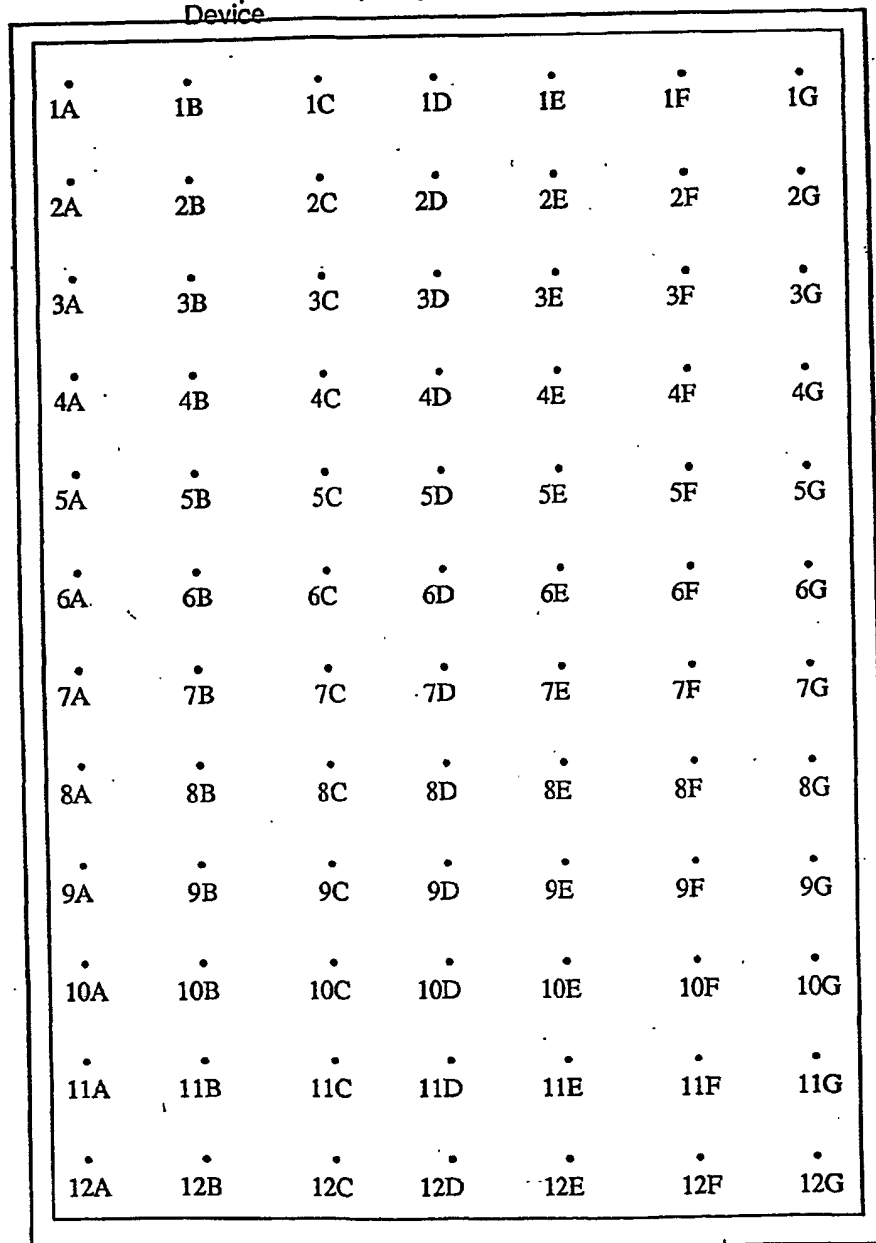 Device
1A 1B 1C 1D 1E 1F 1G
2A 2B 2C 2D 2E 2F 2G
3A 3B 3C 3D 3E 3F 3G
4A 4B 4C 4D 4E 4F 4G
5A 5B 5C 5D 5E 5F 5G
6A 6B 6C 6D 6E 6F 6G
7A 7B 7C 7D 7E 7F 7G
8A 8B 8C 8D 8E 8F 8G
9A 9B 9C 9D 9E 9F 9G
10A 10B 10C 10D 10E 10F 10G
11A 11B 11C 11D 11E 11F 11G
12A 12B 12C 12D 12E 12F 12G